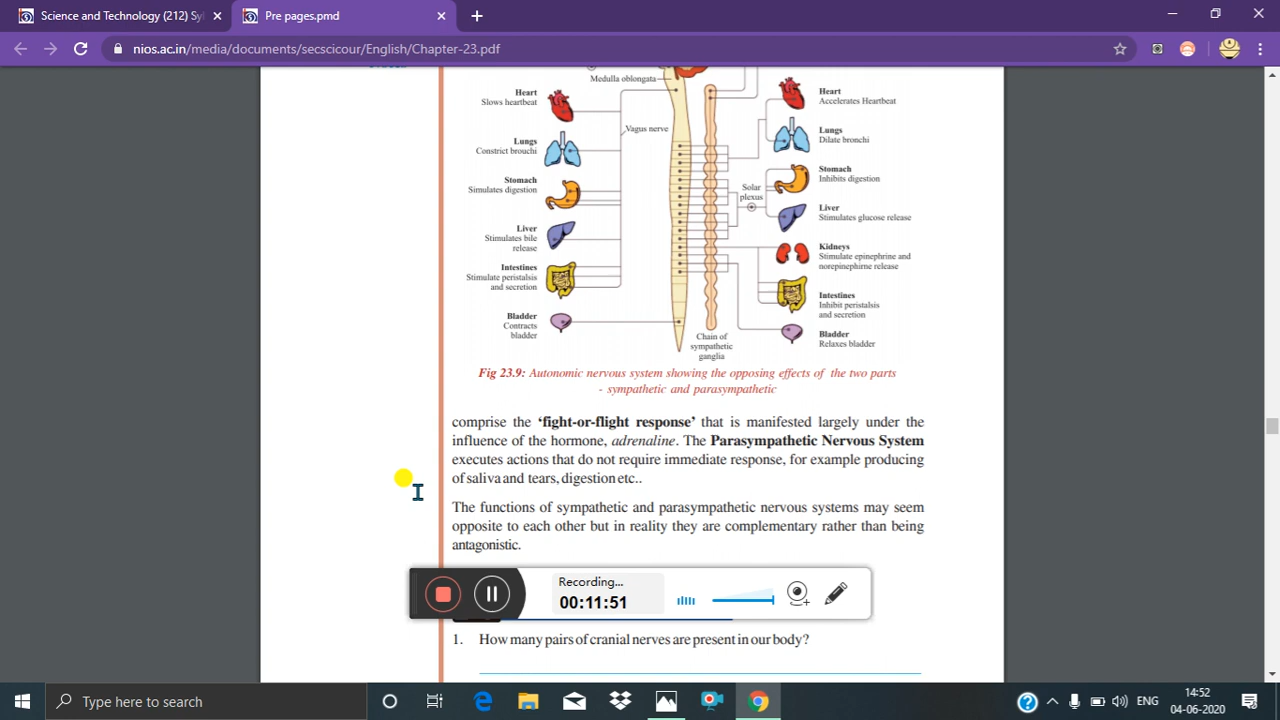 Science and Technology (212) Syl
Pre pages.pmd
nios.ac.in/media/documents/secscicour/English/Chapter-23.pdf
Medulla oblongata
Heart
Slows heartbeat
Vagus nerve
Lungs
Constrict brouchi
Stomach
Simulates digestion
Liver
Stimulates bile
release
Intestines
Stimulate peristalsis
and secretion
Bladder
Contracts
bladder
Solar
plexus
Chain of
sympathetic
ganglia
Heart
Accelerates Heartbeat
Lungs
Dilate bronchi
Stomach
Inhibits digestion
Liver
Stimulates glucose release
Kidneys
Stimulate epinephrine and
norepinephirne release
Intestines
Inhibit peristalsis
and secretion
Bladder
Relaxes bladder
Fig 23.9: Autonomic nervous system showing the opposing effects of the two parts
- sympathetic and parasympathetic
comprise the ‘fight-or-flight response’ that is manifested largely under the
influence of the hormone, adrenaline. The Parasympathetic Nervous System
executes actions that do not require immediate response, for example producing
of saliva and tears, digestion etc..
The functions of sympathetic and parasympathetic nervous systems may seem
opposite to each other but in reality they are complementary rather than being
antagonistic.
Recording...
00:11:51
1. How many pairs of cranial nerves are present in our body?
Type here to search
ENG
14:52
04-06-2020